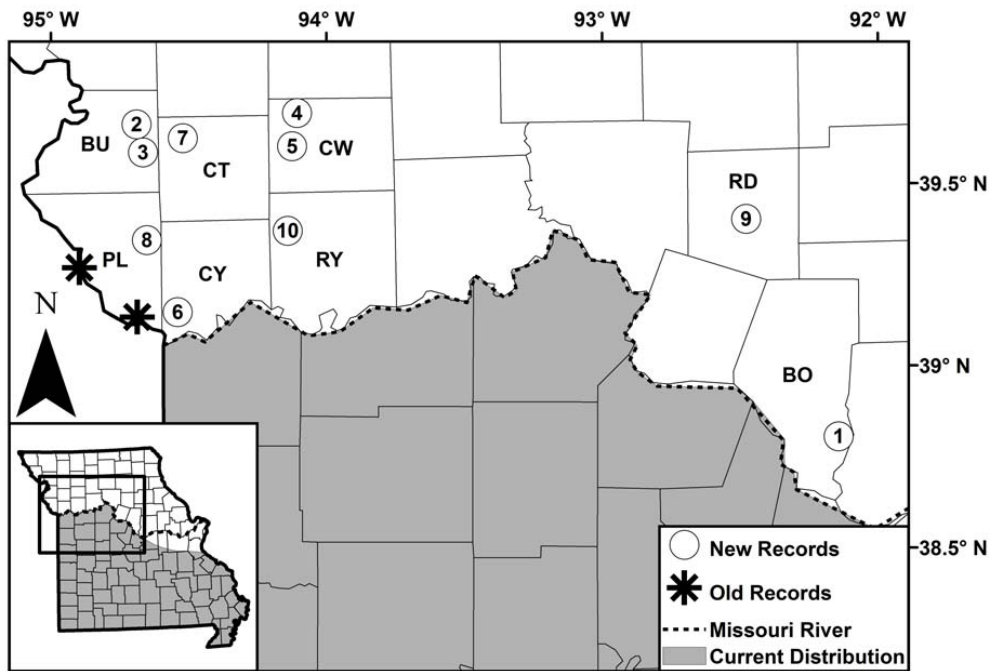 95° W 94° W 93° W 92° W
4
2
7
BU
3
5
CW
CT
39.5° N
RD
9
8
10
PL
CY
RY
N
6
39° N
BO
1
38.5° N
New Records
Old Records
Missouri River
Current Distribution